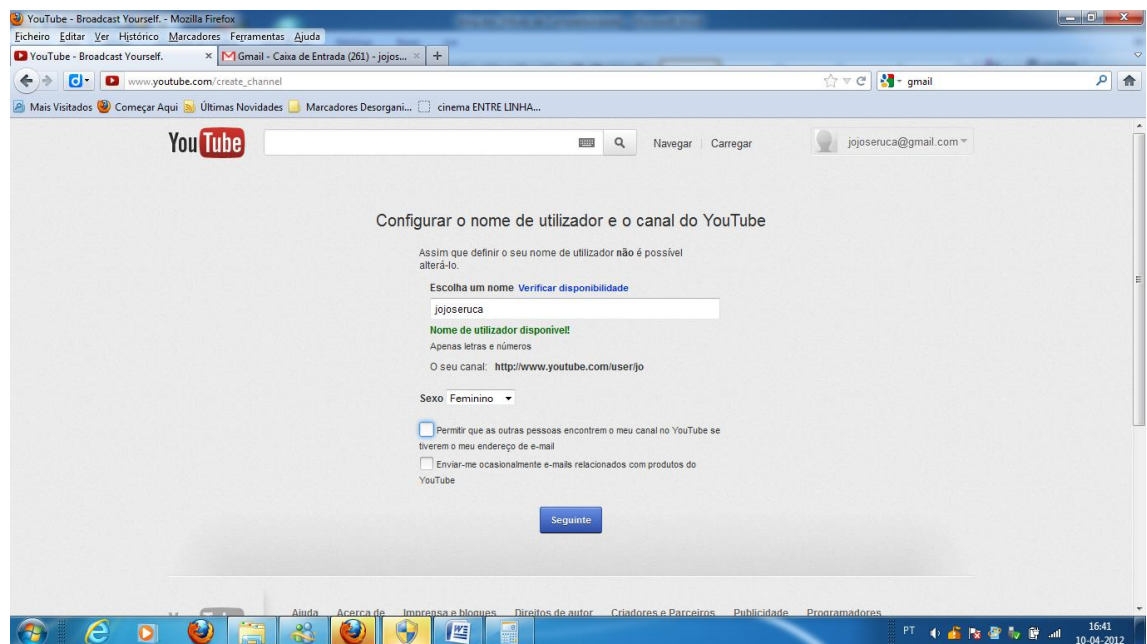 YouTube - Broadcast Yourself. - Mozilla Firefox
Ficheiro Editar Ver Histórico Marcadores Ferramentas Ajuda
YouTube - Broadcast Yourself. × Gmail - Caixa de Entrada (261) - jojos... × +
www.youtube.com/create_channel gmail
Mais Visitados Começar Aqui Últimas Novidades Marcadores Desorgani... cinema ENTRE LINHA...
YouTube Navegar Carregar jojoseruca@gmail.com
Configurar o nome de utilizador e o canal do YouTube
Assim que definir o seu nome de utilizador não é possível
alterá-lo.
Escolha um nome Verificar disponibilidade
jojoseruca
Nome de utilizador disponível!
Apenas letras e números
O seu canal: http://www.youtube.com/user/jo
Sexo Feminino
Permitir que as outras pessoas encontrem o meu canal no YouTube se
tiverem o meu endereço de e-mail
Enviar-me ocasionalmente e-mails relacionados com produtos do
YouTube
Seguinte
Ajuda Acerca de Imprensa e blogues Direitos de autor Criadores e Parceiros Publicidade Programadores
PT 16:41
10-04-2012